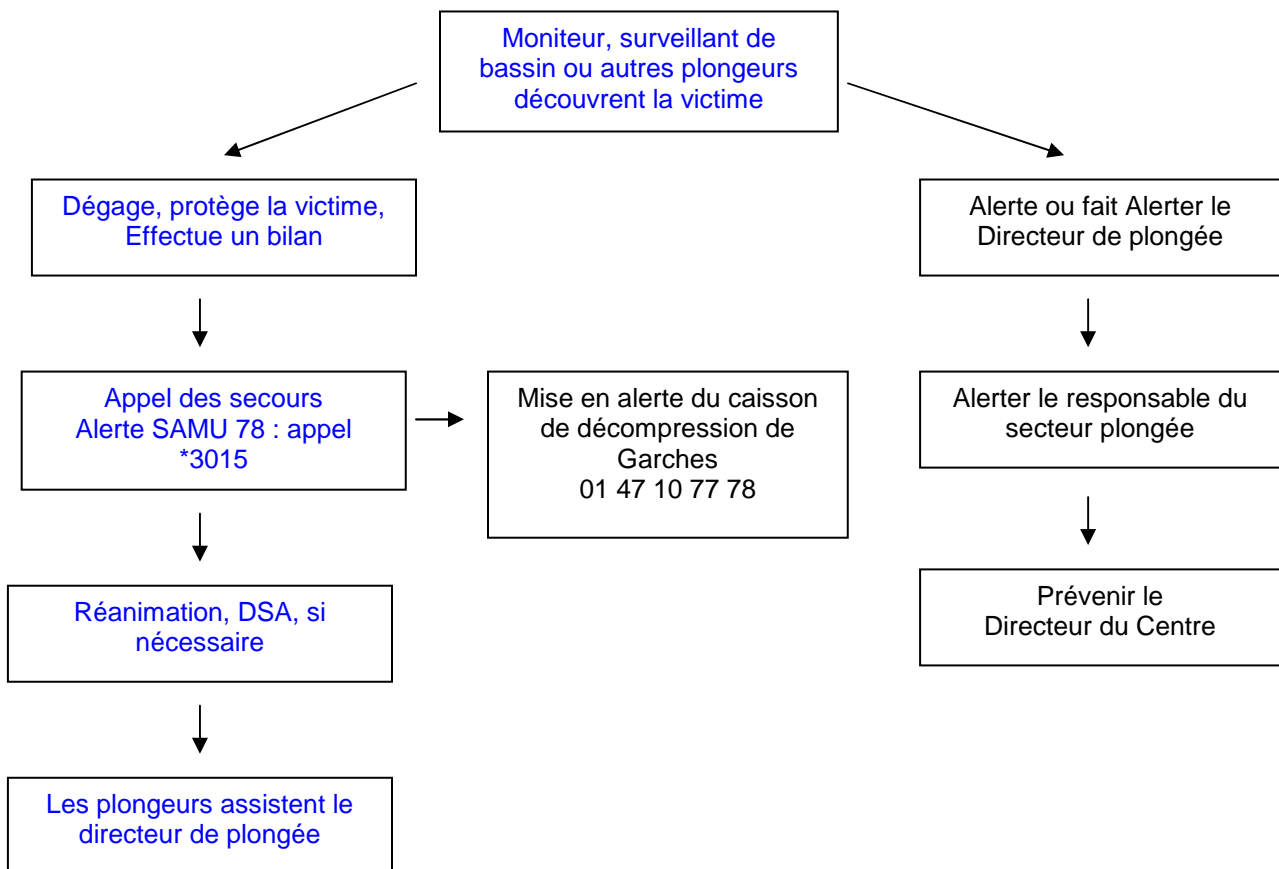 Moniteur, surveillant de
bassin ou autres plongeurs
découvrent la victime
Dégage, protège la victime,
Effectue un bilan
Alerte ou fait Alerter le
Directeur de plongée
Appel des secours
Alerte SAMU 78 : appel
*3015
Mise en alerte du caisson
de décompression de
Garches
01 47 10 77 78
Alerter le responsable du
secteur plongée
Réanimation, DSA, si
nécessaire
Prévenir le
Directeur du Centre
Les plongeurs assistent le
directeur de plongée